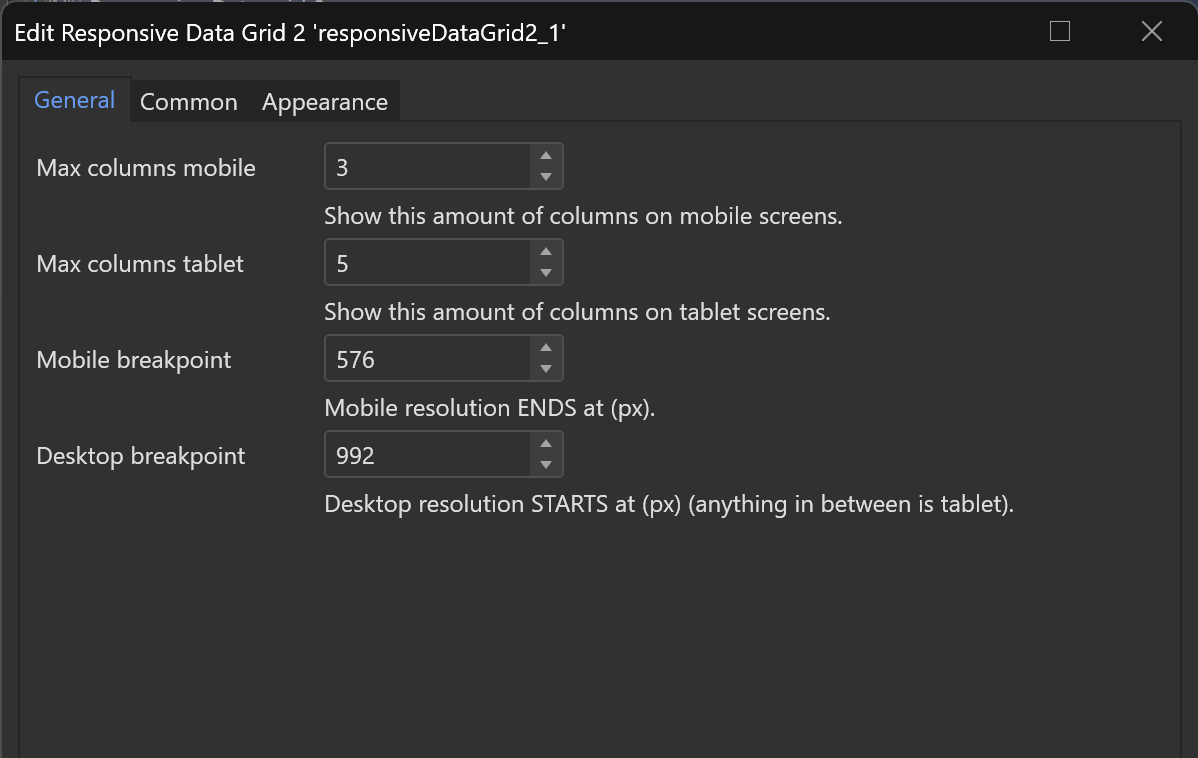 Edit Responsive Data Grid 2 'responsiveDataGrid2_1'
General Common Appearance
Max columns mobile 3
Show this amount of columns on mobile screens.
Max columns tablet 5
Show this amount of columns on tablet screens.
Mobile breakpoint 576
Mobile resolution ENDS at (px).
Desktop breakpoint 992
Desktop resolution STARTS at (px) (anything in between is tablet).